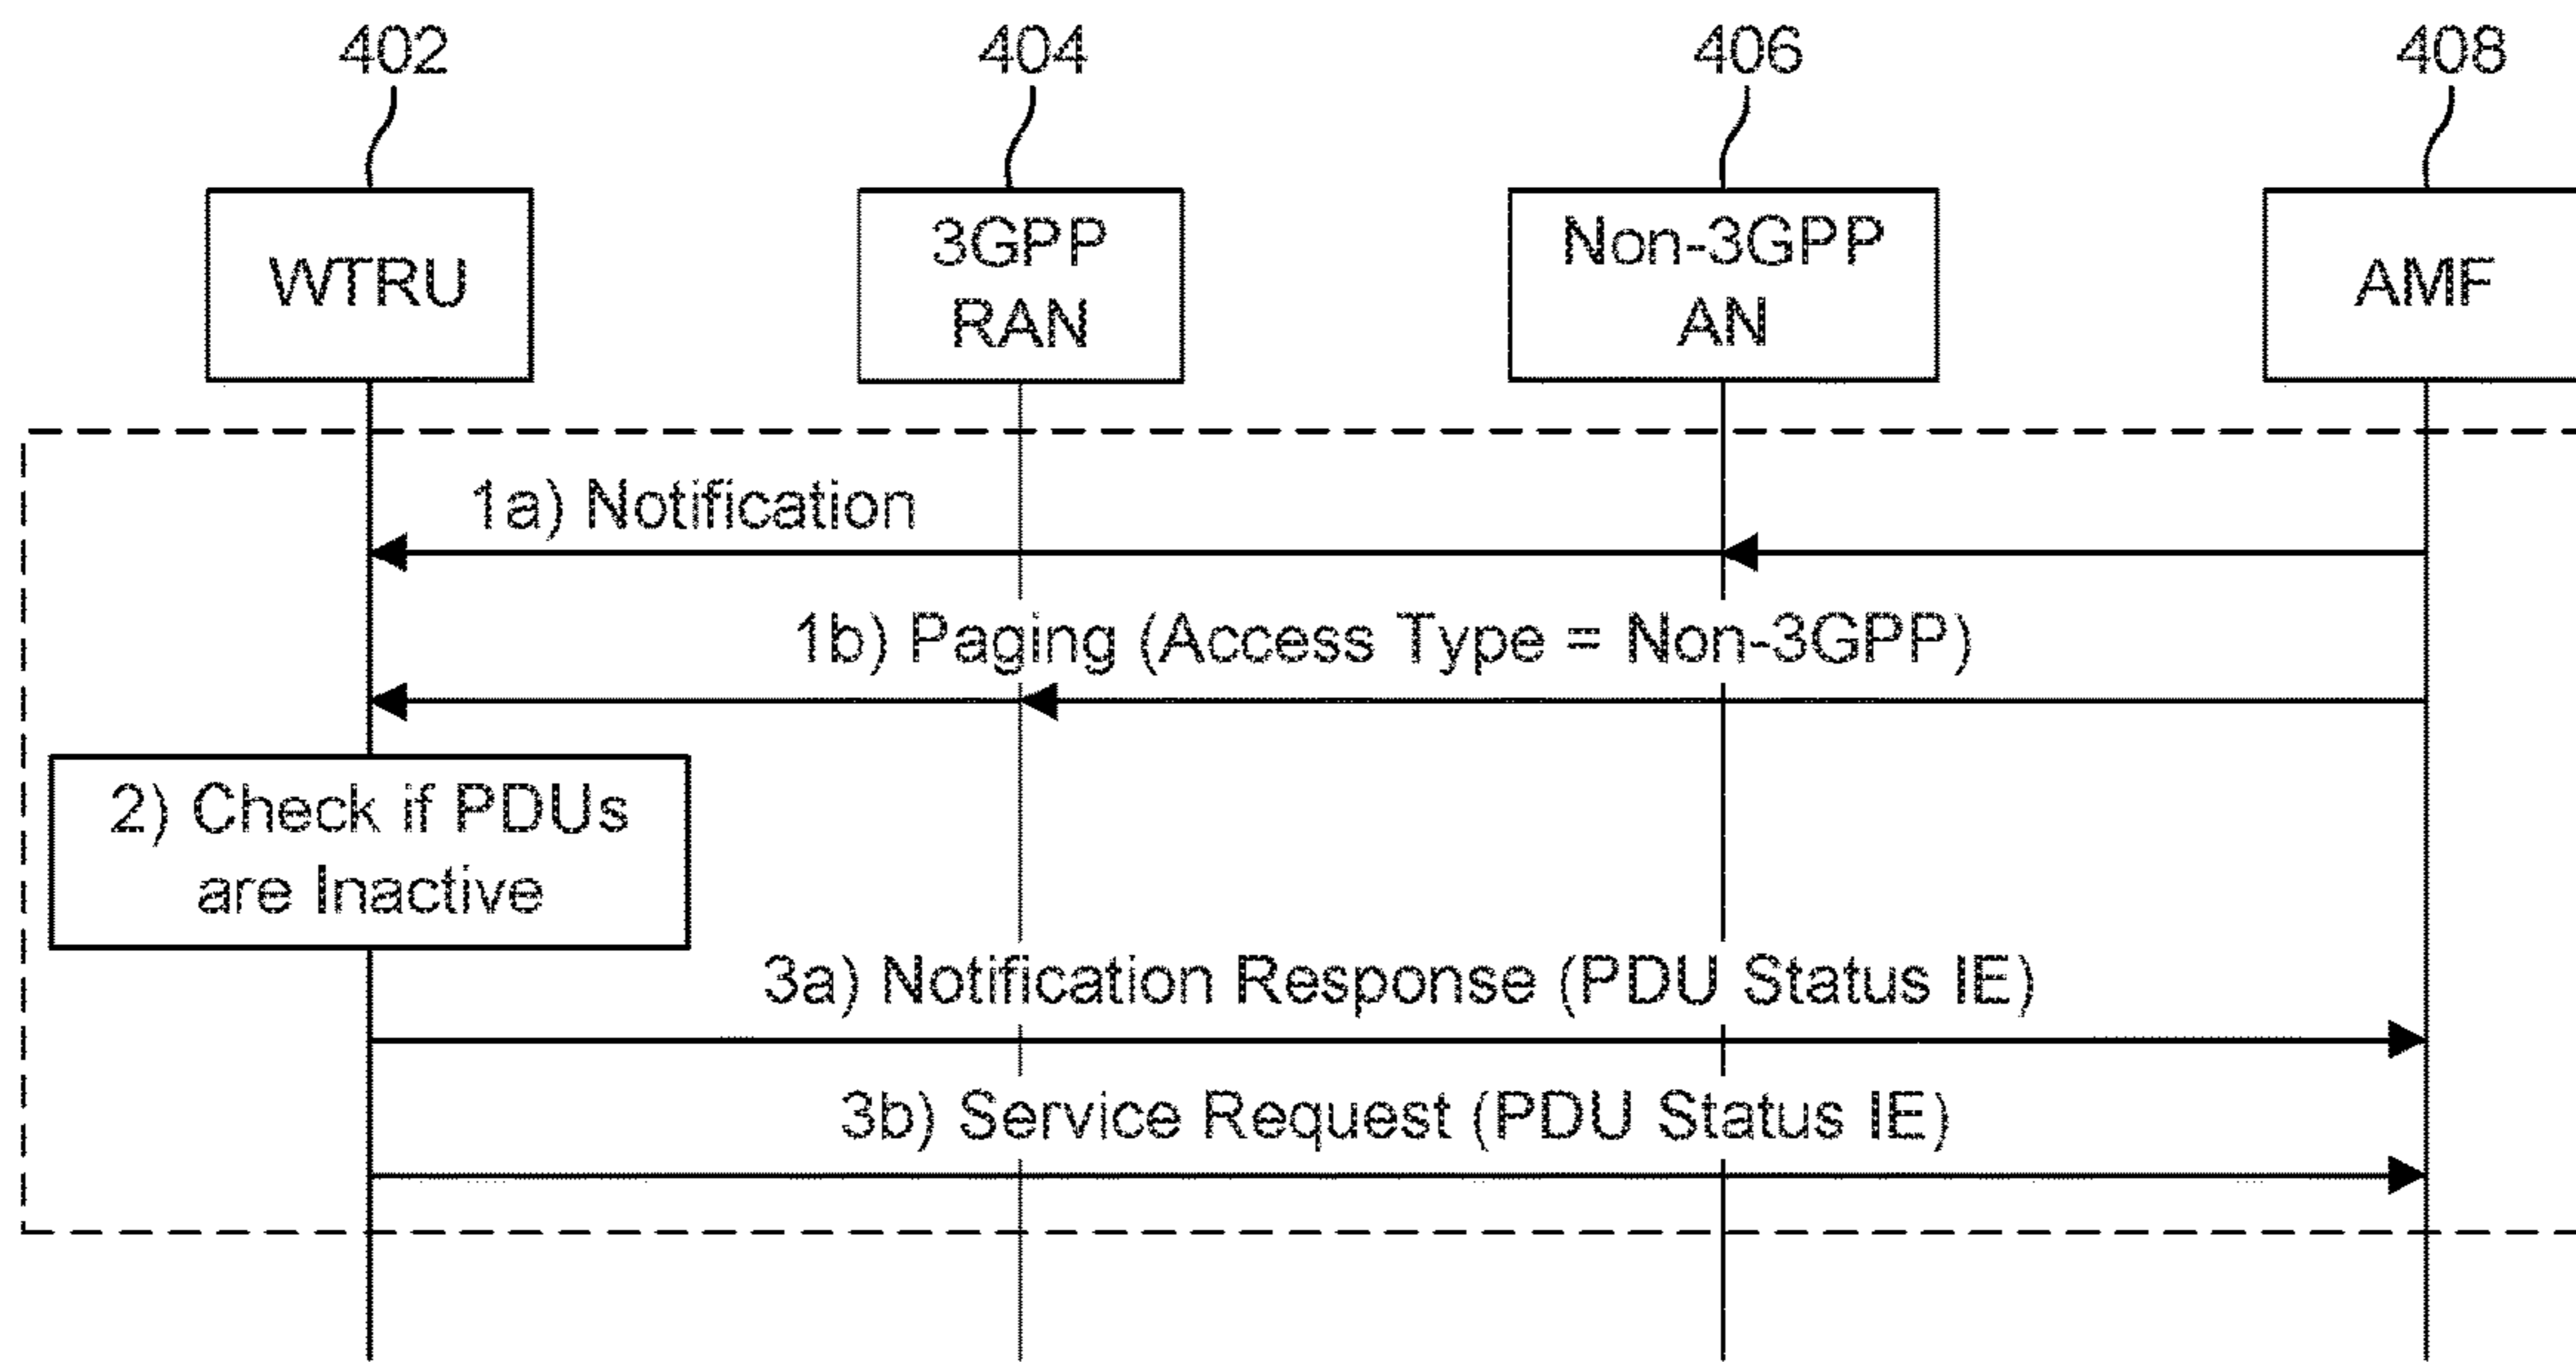 402
404
406
408
WTRU
3GPP
RAN
Non-3GPP
AN
AMF
1a) Notification
1b) Paging (Access Type = Non-3GPP)
2) Check if PDUs
are Inactive
3a) Notification Response (PDU Status IE)
3b) Service Request (PDU Status IE)